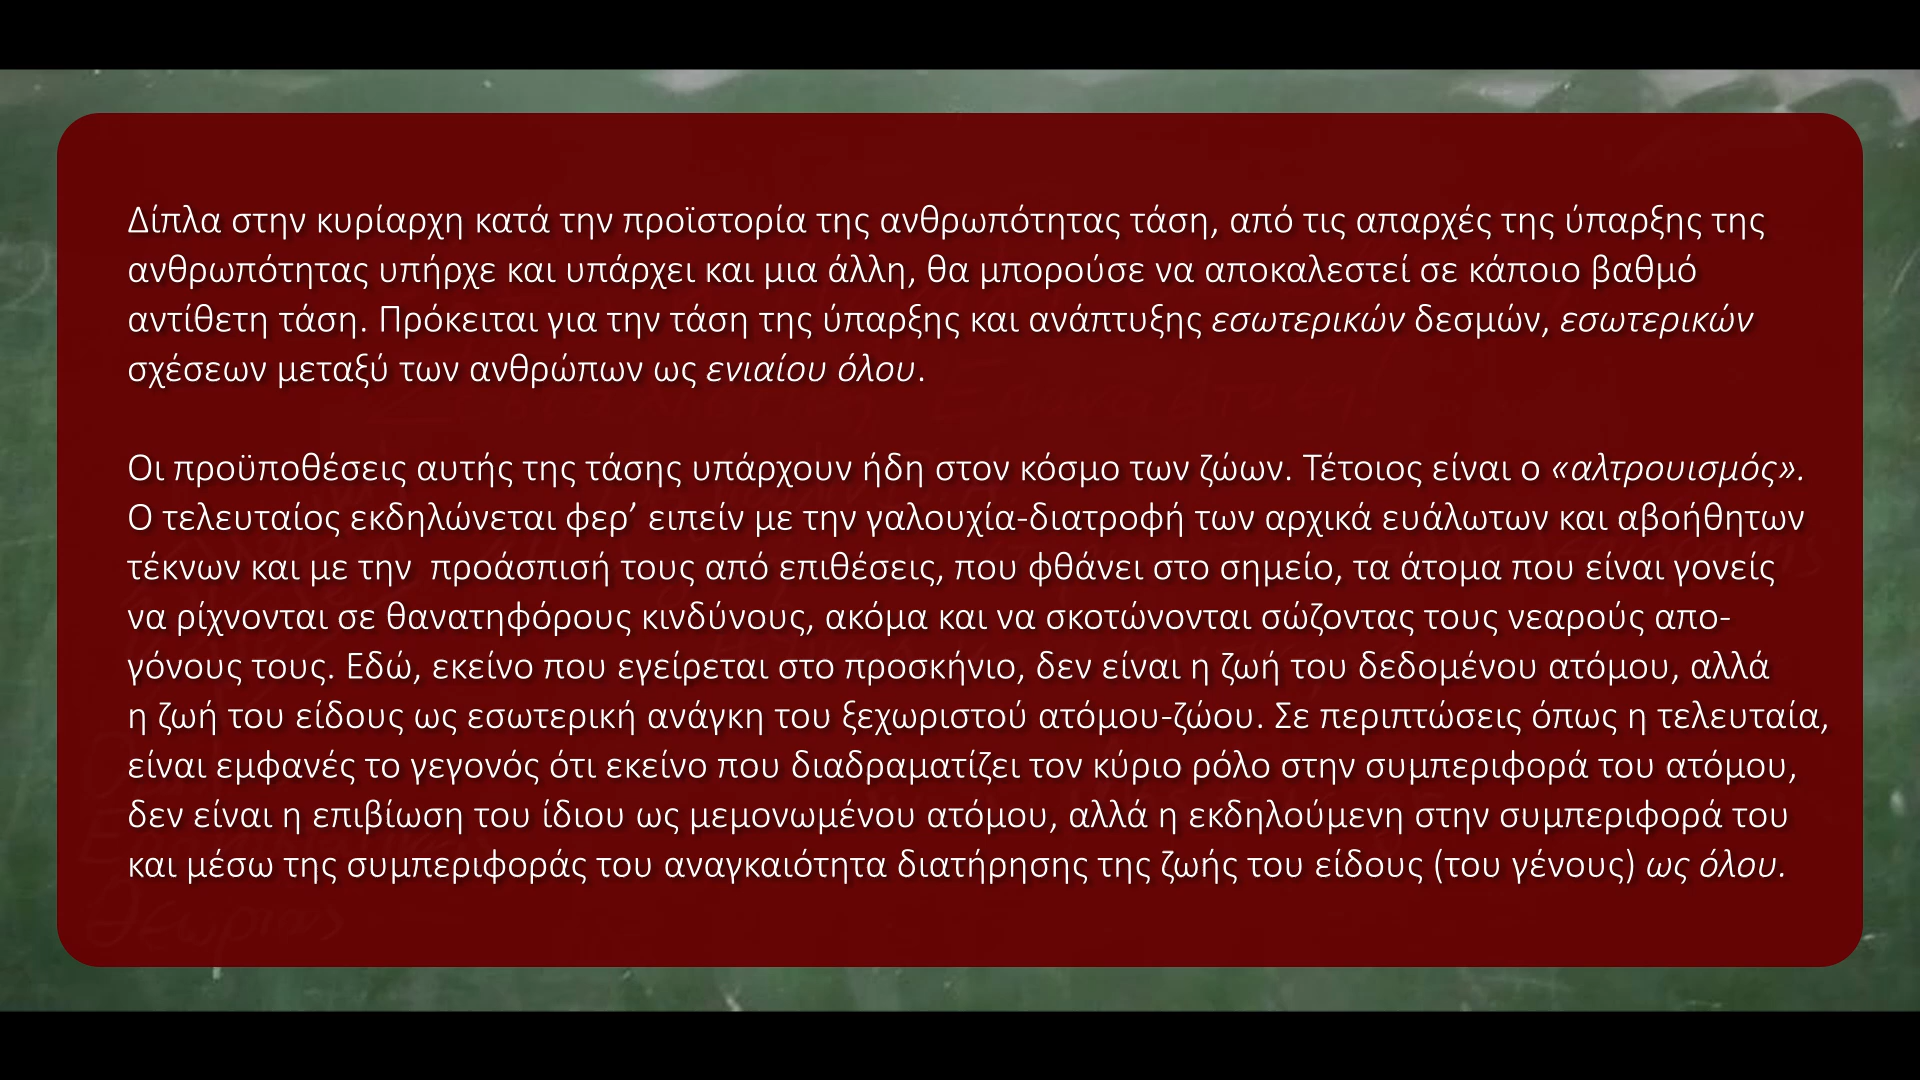 Δίπλα στην κυρίαρχη κατά την προϊστορία της ανθρωπότητας τάση, από τις απαρχές της ύπαρξης της
ανθρωπότητας υπήρχε και υπάρχει και μια άλλη, θα μπορούσε να αποκαλεστεί σε κάποιο βαθμό
αντίθετη τάση. Πρόκειται για την τάση της ύπαρξης και ανάπτυξης εσωτερικών δεσμών, εσωτερικών
σχέσεων μεταξύ των ανθρώπων ως ενιαίου όλου.
Οι προϋποθέσεις αυτής της τάσης υπάρχουν ήδη στον κόσμο των ζώων. Τέτοιος είναι ο «αλτρουισμός».
Ο τελευταίος εκδηλώνεται φερ’ ειπείν με την γαλουχία-διατροφή των αρχικά ευάλωτων και αβοήθητων
τέκνων και με την  προάσπισή τους από επιθέσεις, που φθάνει στο σημείο, τα άτομα που είναι γονείς
να ρίχνονται σε θανατηφόρους κινδύνους, ακόμα και να σκοτώνονται σώζοντας τους νεαρούς απο-
γόνους τους. Εδώ, εκείνο που εγείρεται στο προσκήνιο, δεν είναι η ζωή του δεδομένου ατόμου, αλλά
η ζωή του είδους ως εσωτερική ανάγκη του ξεχωριστού ατόμου-ζώου. Σε περιπτώσεις όπως η τελευταία,
είναι εμφανές το γεγονός ότι εκείνο που διαδραματίζει τον κύριο ρόλο στην συμπεριφορά του ατόμου,
δεν είναι η επιβίωση του ίδιου ως μεμονωμένου ατόμου, αλλά η εκδηλούμενη στην συμπεριφορά του
και μέσω της συμπεριφοράς του αναγκαιότητα διατήρησης της ζωής του είδους (του γένους) ως όλου.